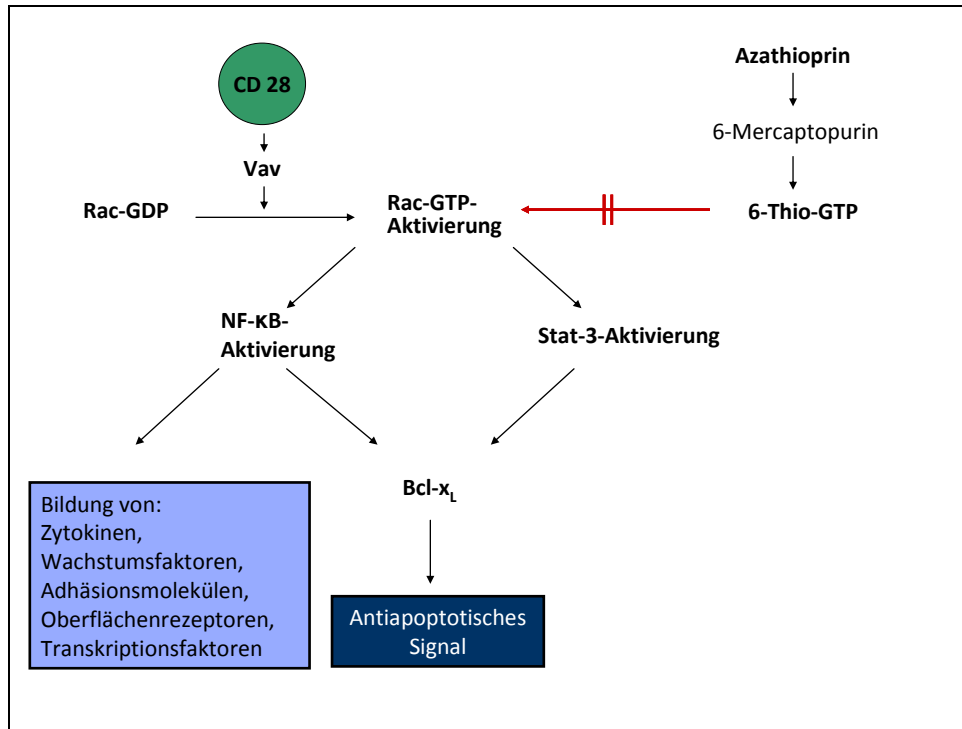 CD 28
Vav
Rac-GDP
Rac-GTP-
Aktivierung
Azathioprin
6-Mercaptopurin
6-Thio-GTP
NF-κB-
Aktivierung
Stat-3-Aktivierung
Bcl-xL
Bildung von:
Zytokinen,
Wachstumsfaktoren,
Adhäsionsmolekülen,
Oberflächenrezeptoren,
Transkriptionsfaktoren
Antiapoptotisches
Signal